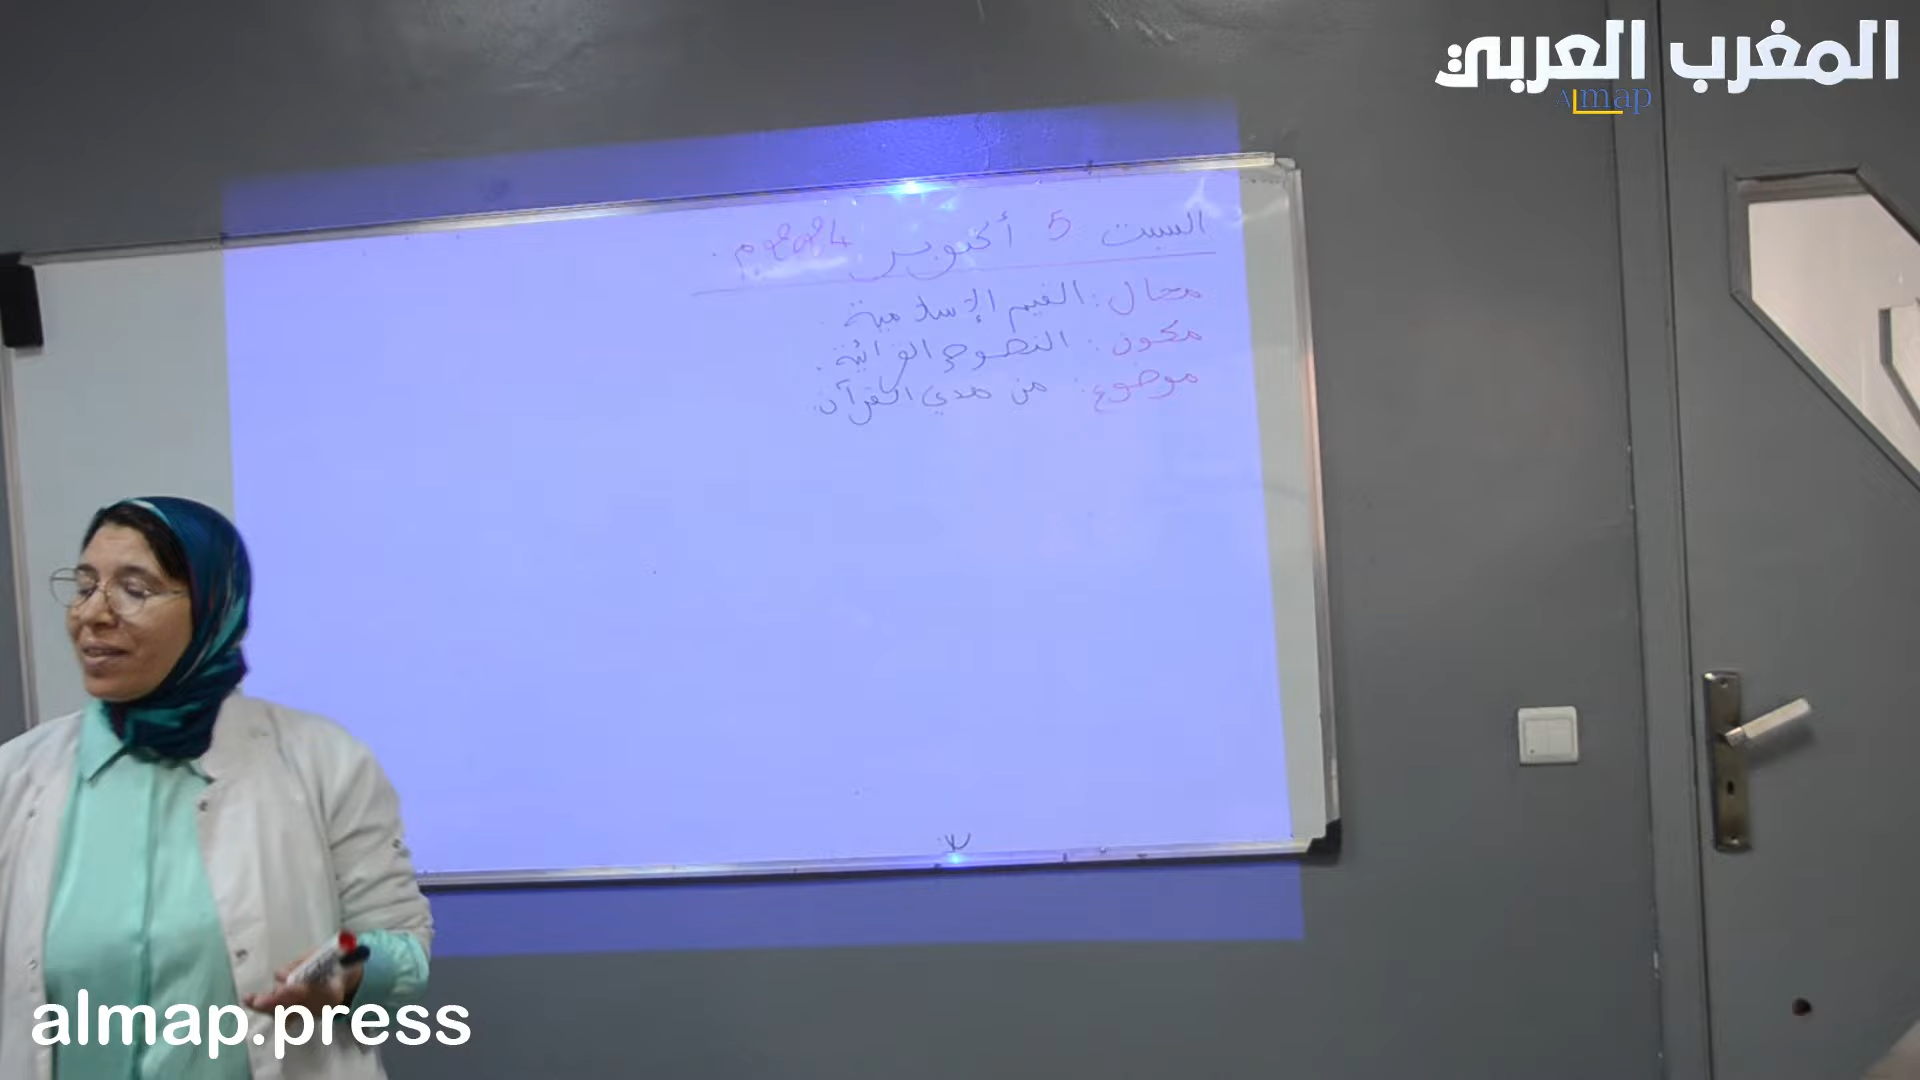 المغرب العربي
Almap
السبت 5 أكتوبر 2024م.
مجال: القيم الإسلامية.
مكون: النصوص القرائية.
موضوع: من هدي القرآن.
almap.press